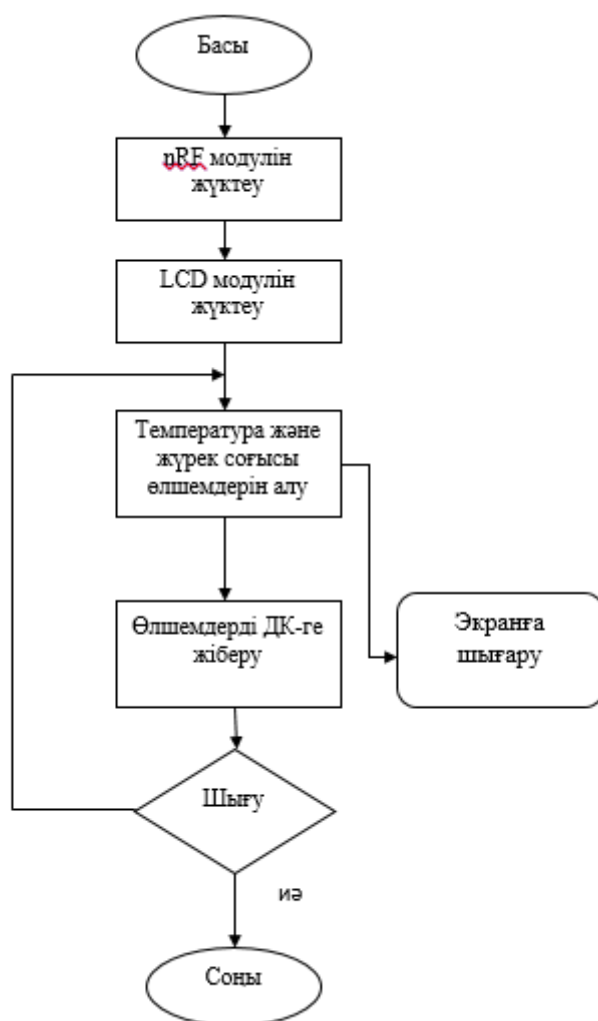 Басы
nRF модулін
жүктеу
LCD модулін
жүктеу
Температура және
жүрек соғысы
өлшемдерін алу
Өлшемдерді ДК-ге
жіберу
Экранға
шығару
Шығу
иә
Соңы